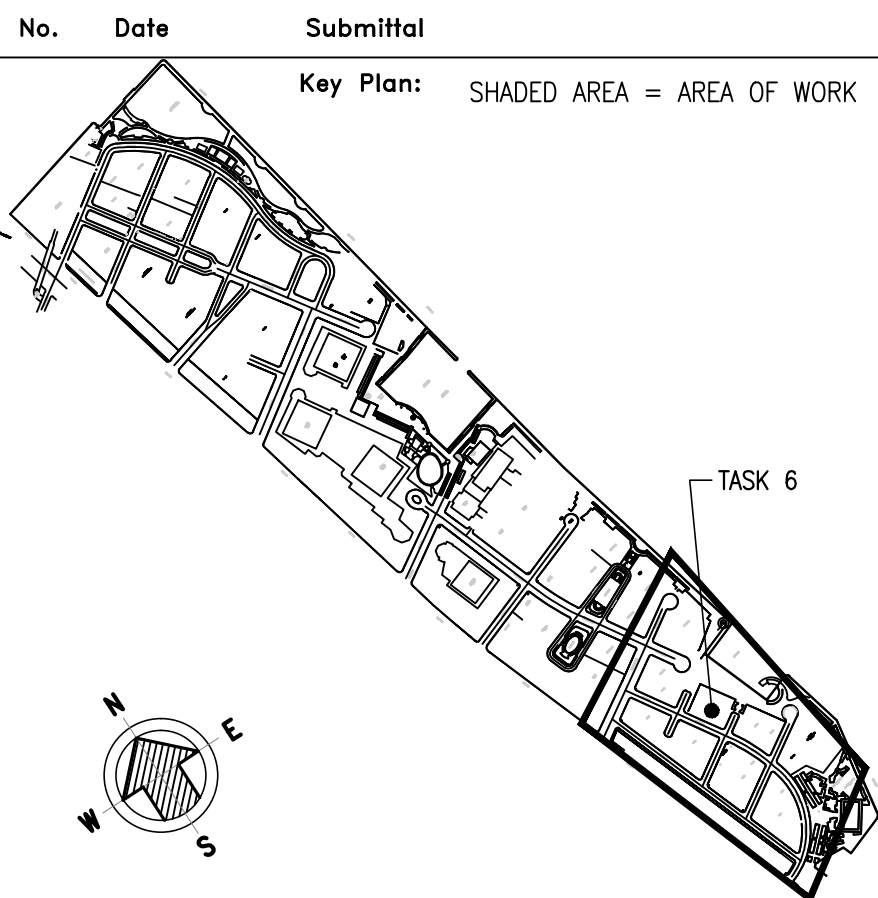 No. Date Submittal
Key Plan: SHADED AREA = AREA OF WORK
TASK 6
N
E
W
S